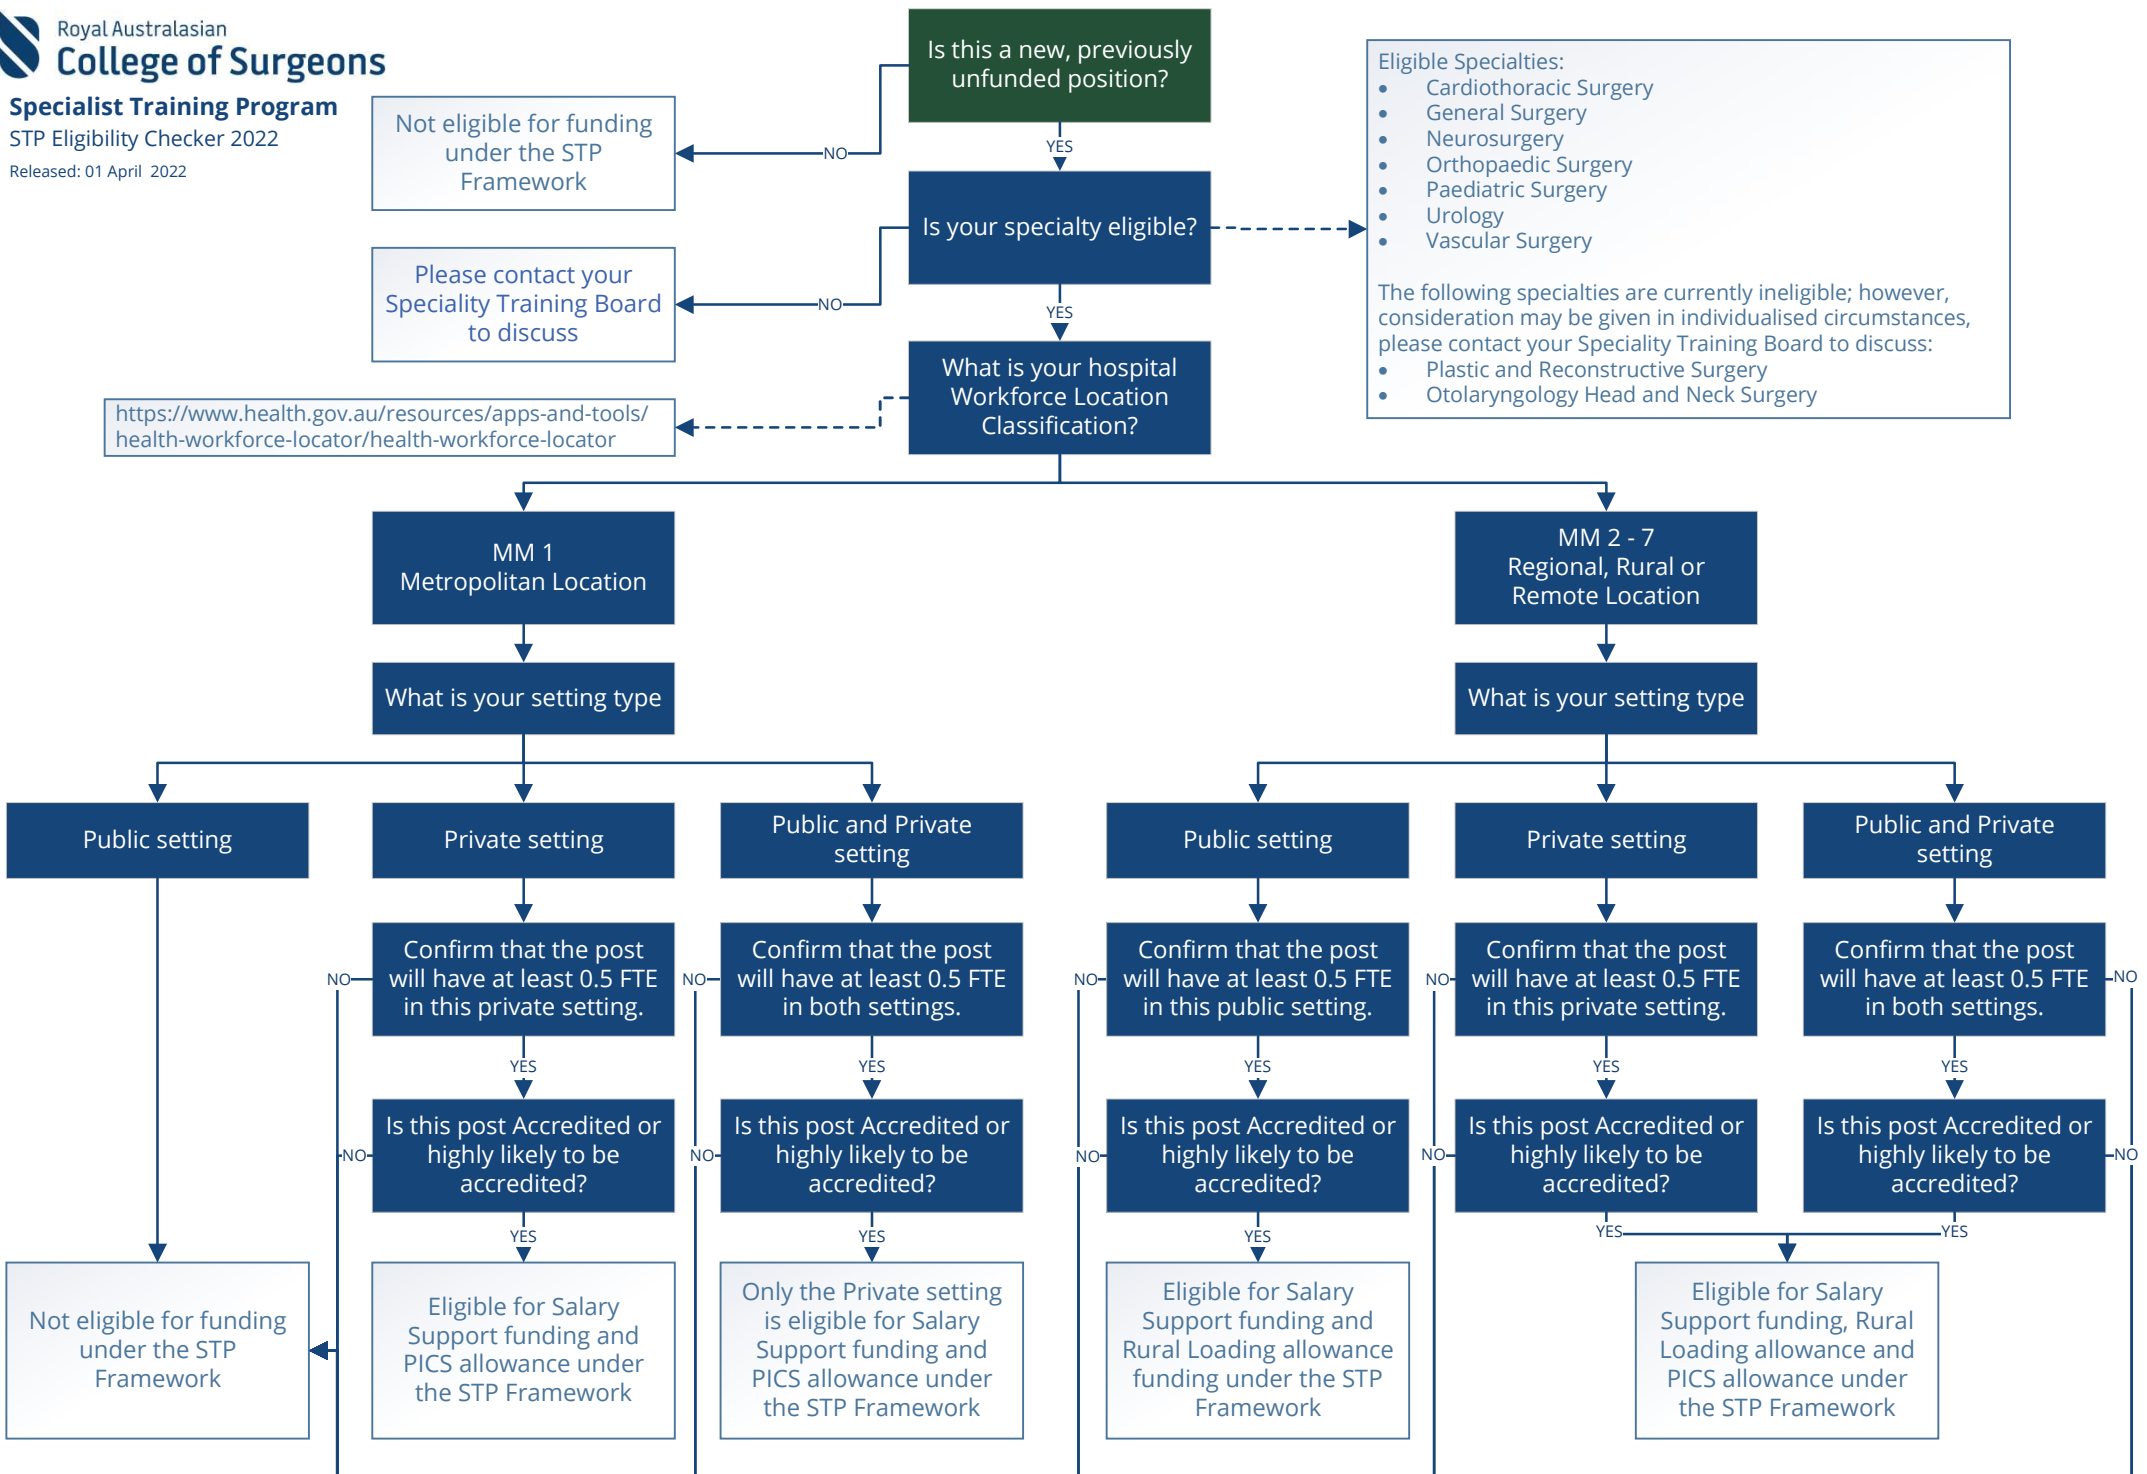 Royal Australasian
College of Surgeons
Specialist Training Program
STP Eligibility Checker 2022
Released: 01 April 2022
Is this a new, previously
unfunded position?
NO
YES
Not eligible for funding
under the STP
Framework
Is your specialty eligible?
NO
YES
Please contact your
Speciality Training Board
to discuss
Eligible Specialties:
• Cardiothoracic Surgery
• General Surgery
• Neurosurgery
• Orthopaedic Surgery
• Paediatric Surgery
• Urology
• Vascular Surgery
The following specialties are currently ineligible; however,
consideration may be given in individualised circumstances,
please contact your Speciality Training Board to discuss:
• Plastic and Reconstructive Surgery
• Otolaryngology Head and Neck Surgery
What is your hospital
Workforce Location
Classification?
https://www.health.gov.au/resources/apps-and-tools/
health-workforce-locator/health-workforce-locator
MM 1
Metropolitan Location
MM 2 - 7
Regional, Rural or
Remote Location
What is your setting type
What is your setting type
Public setting
Private setting
Public and Private
setting
Public setting
Private setting
Public and Private
setting
NO
Confirm that the post
will have at least 0.5 FTE
in this private setting.
NO
Confirm that the post
will have at least 0.5 FTE
in both settings.
NO
Confirm that the post
will have at least 0.5 FTE
in this public setting.
NO
Confirm that the post
will have at least 0.5 FTE
in this private setting.
Confirm that the post
will have at least 0.5 FTE
in both settings.
NO
YES
YES
YES
YES
YES
NO
Is this post Accredited or
highly likely to be
accredited?
NO
Is this post Accredited or
highly likely to be
accredited?
NO
Is this post Accredited or
highly likely to be
accredited?
NO
Is this post Accredited or
highly likely to be
accredited?
Is this post Accredited or
highly likely to be
accredited?
NO
YES
YES
YES
YES
YES
Not eligible for funding
under the STP
Framework
Eligible for Salary
Support funding and
PICS allowance under
the STP Framework
Only the Private setting
is eligible for Salary
Support funding and
PICS allowance under
the STP Framework
Eligible for Salary
Support funding and
Rural Loading allowance
funding under the STP
Framework
Eligible for Salary
Support funding, Rural
Loading allowance and
PICS allowance under
the STP Framework